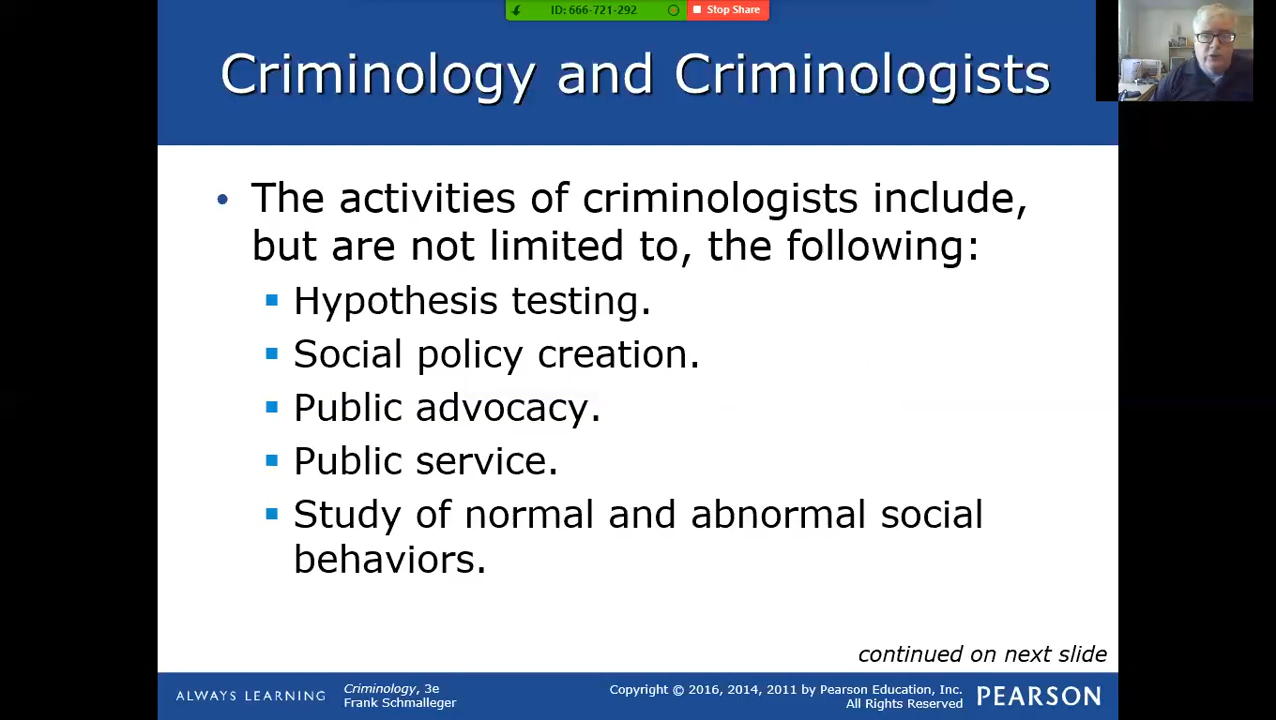 ID: 666-721-292
Stop Share
Criminology and Criminologists
• The activities of criminologists include,
but are not limited to, the following:
▪ Hypothesis testing.
▪ Social policy creation.
▪ Public advocacy.
▪ Public service.
▪ Study of normal and abnormal social
behaviors.
continued on next slide
ALWAYS LEARNING
Criminology, 3e
Frank Schmalleger
Copyright © 2016, 2014, 2011 by Pearson Education, Inc.
All Rights Reserved
PEARSON